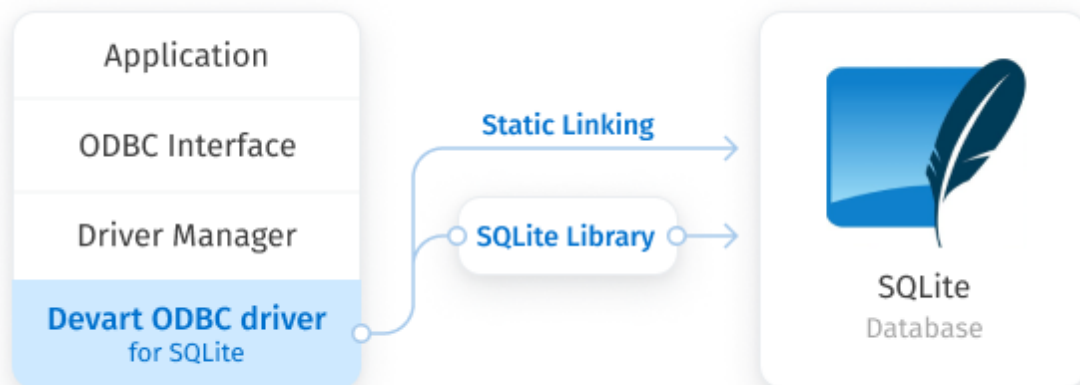 Application
ODBC Interface
Driver Manager
Devart ODBC driver
for SQLite
Static Linking
SQLite Library
SQLite
Database